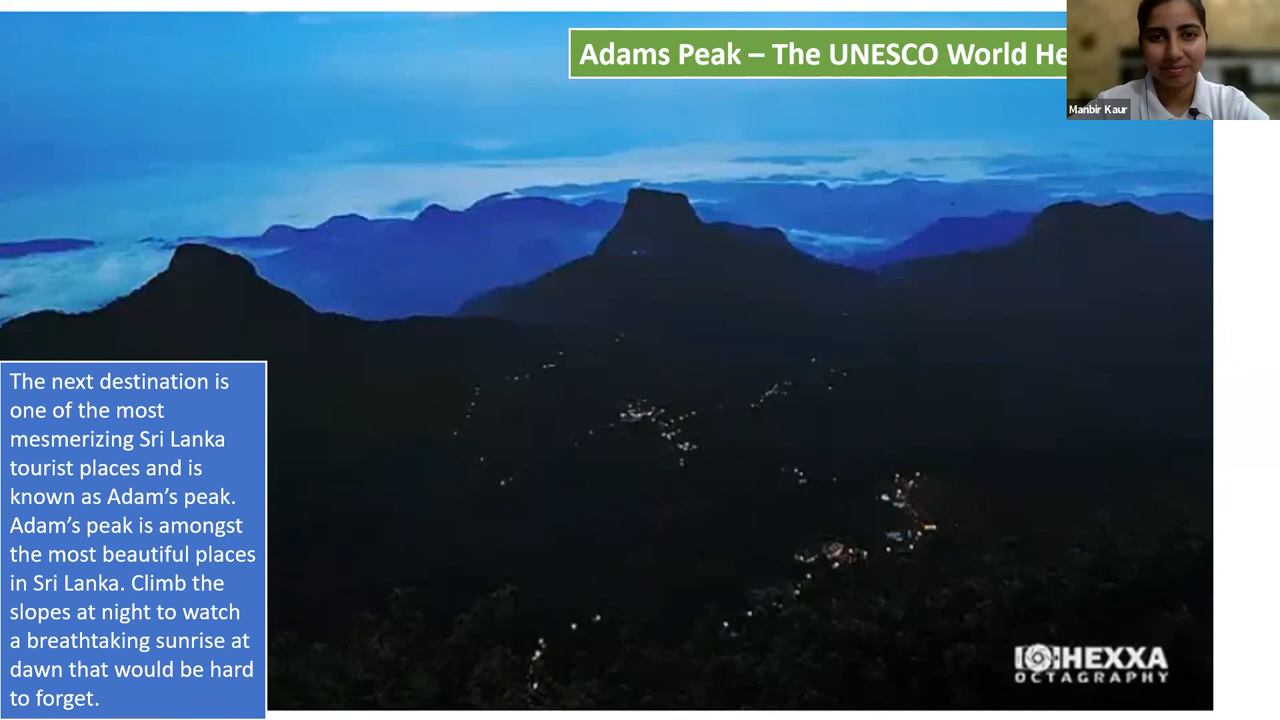 Adams Peak – The UNESCO World He
Manbir Kaur
The next destination is
one of the most
mesmerizing Sri Lanka
tourist places and is
known as Adam’s peak.
Adam’s peak is amongst
the most beautiful places
in Sri Lanka. Climb the
slopes at night to watch
a breathtaking sunrise at
dawn that would be hard
to forget.
HEXXA
OCTAGRAPHY